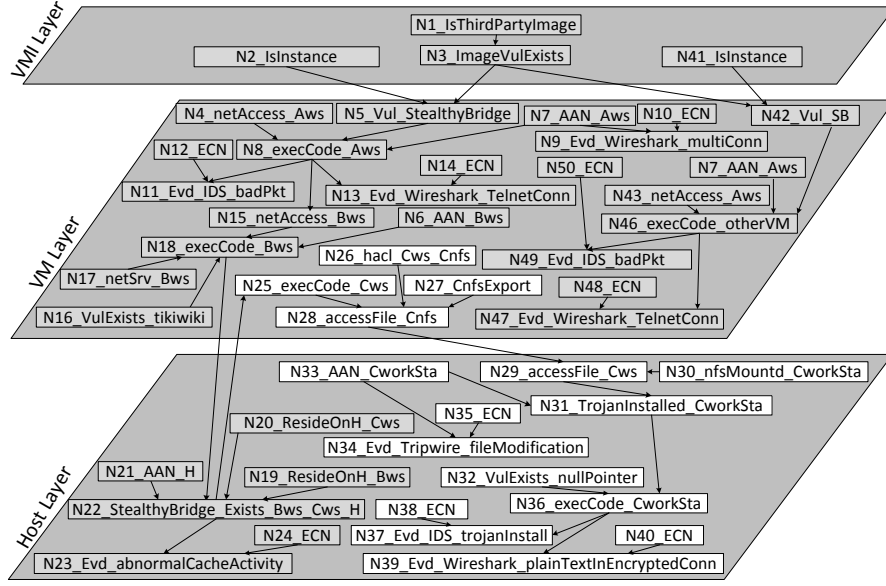 VMI Layer
N1_IsThirdPartyImage
N2_IsInstance
N3_ImageVulExists
N41_IsInstance
VM Layer
N4_netAccess_Aws
N5_Vul_StealthyBridge
N7_AAN_Aws
N10_ECN
N42_Vul_SB
N12_ECN
N8_execCode_Aws
N9_Evd_Wireshark_multiConn
N14_ECN
N50_ECN
N7_AAN_Aws
N11_Evd_IDS_badPkt
N13_Evd_Wireshark_TelnetConn
N43_netAccess_Aws
N15_netAccess_Bws
N6_AAN_Bws
N46_execCode_otherVM
N18_execCode_Bws
N26_hacl_Cws_Cnfs
N49_Evd_IDS_badPkt
N17_netSrv_Bws
N25_execCode_Cws
N27_CnfsExport
N48_ECN
N16_VulExists_tikiwiki
N28_accessFile_Cnfs
N47_Evd_Wireshark_TelnetConn
Host Layer
N33_AAN_CworkSta
N29_accessFile_Cws
N30_nfsMountd_CworkSta
N31_TrojanInstalled_CworkSta
N35_ECN
N20_ResideOnH_Cws
N34_Evd_Tripwire_fileModification
N21_AAN_H
N19_ResideOnH_Bws
N32_VulExists_nullPointer
N22_StealthyBridge_Exists_Bws_Cws_H
N38_ECN
N36_execCode_CworkSta
N24_ECN
N37_Evd_IDS_trojanInstall
N40_ECN
N23_Evd_abnormalCacheActivity
N39_Evd_Wireshark_plainTextInEncryptedConn